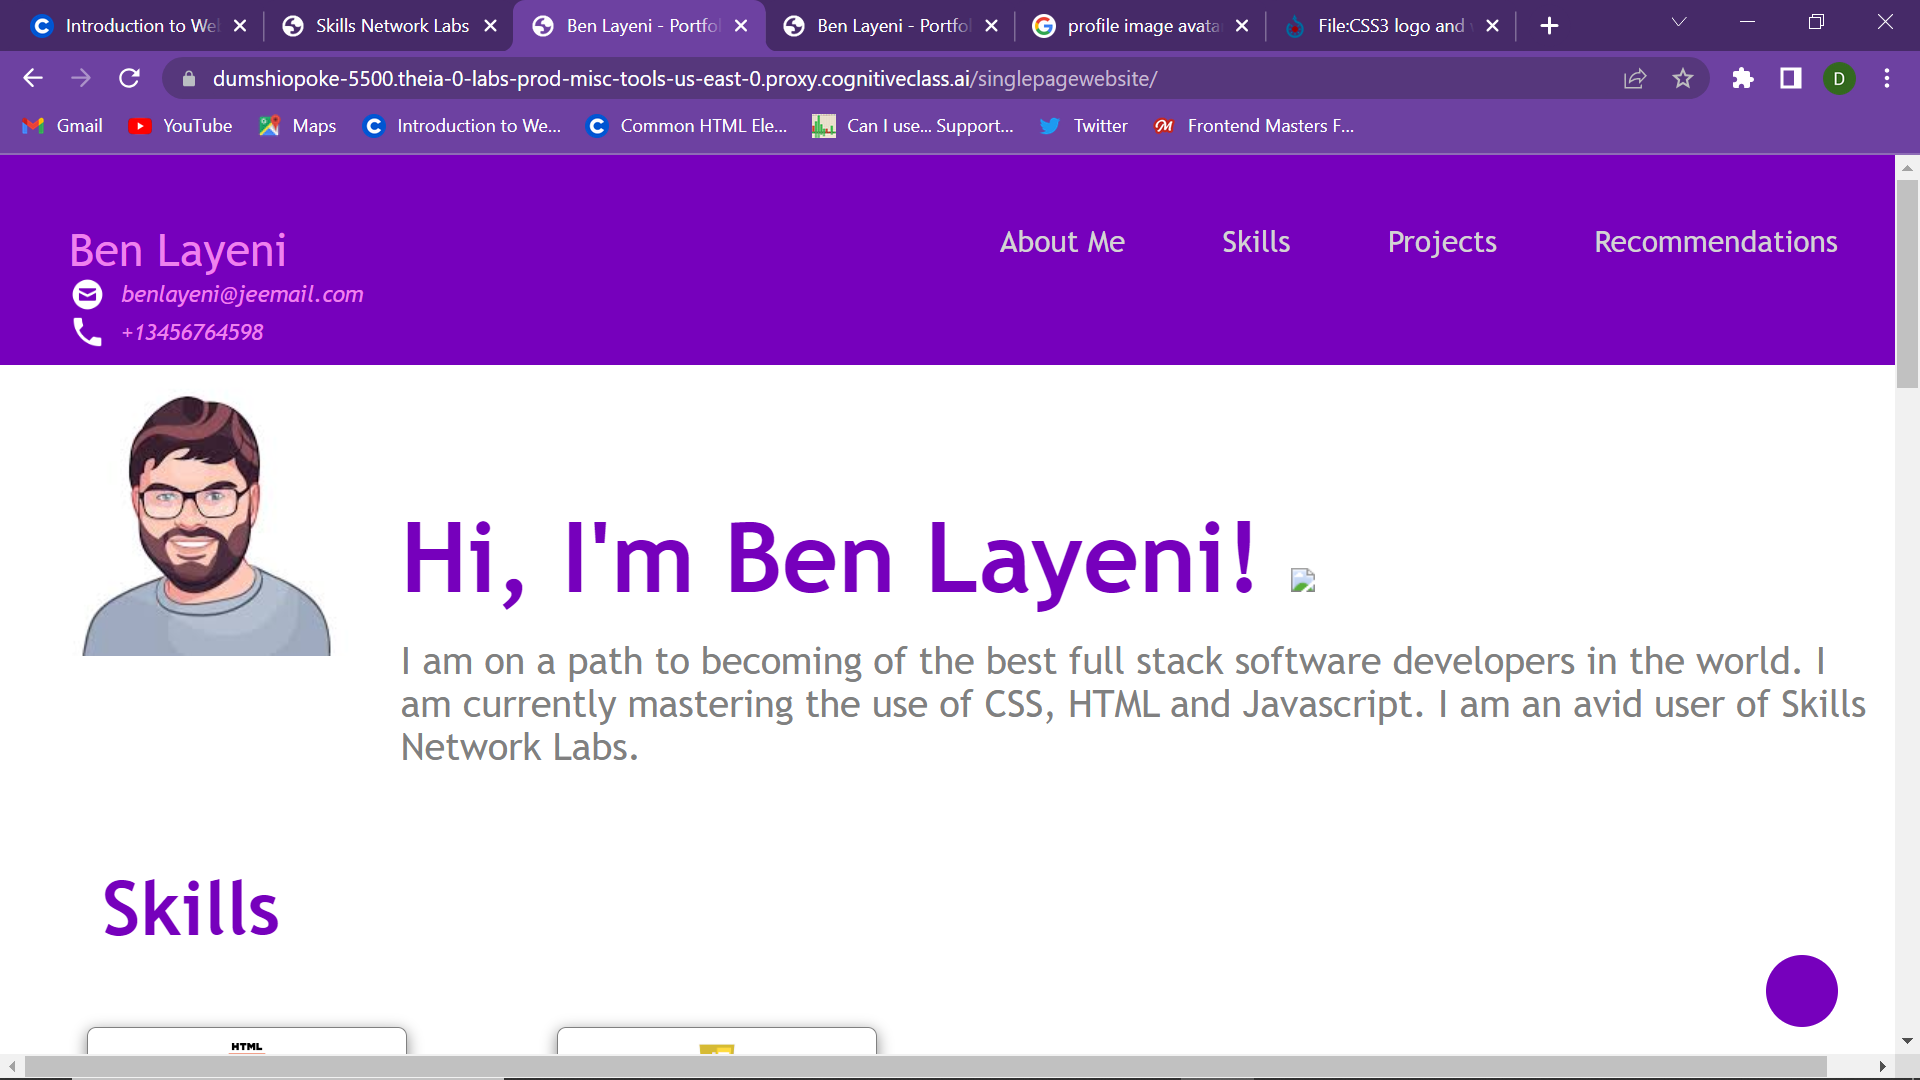 Introduction to We
Skills Network Labs
Ben Layeni - Portfol
Ben Layeni - Portfol
profile image avata
File:CSS3 logo and
dumshiopoke-5500.theia-0-labs-prod-misc-tools-us-east-0.proxy.cognitiveclass.ai/singlepagewebsite/
D
Gmail
YouTube
Maps
Introduction to We...
Common HTML Ele...
Can I use... Support...
Twitter
Frontend Masters F...
Ben Layeni
About Me
Skills
Projects
Recommendations
benlayeni@jeemail.com
+13456764598
Hi, I'm Ben Layeni!
I am on a path to becoming of the best full stack software developers in the world. I
am currently mastering the use of CSS, HTML and Javascript. I am an avid user of Skills
Network Labs.
Skills
HTML